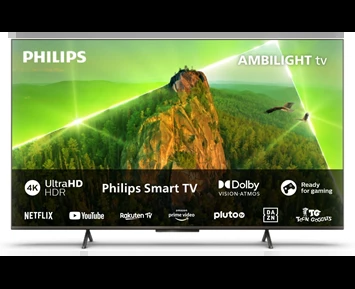 PHILIPS
AMBILIGHT tv
4K UltraHD HDR
Philips Smart TV
Dolby VISION·ATMOS
Ready for gaming
NETFLIX
YouTube
Rakuten TV
amazon prime video
pluto tv
DAZN